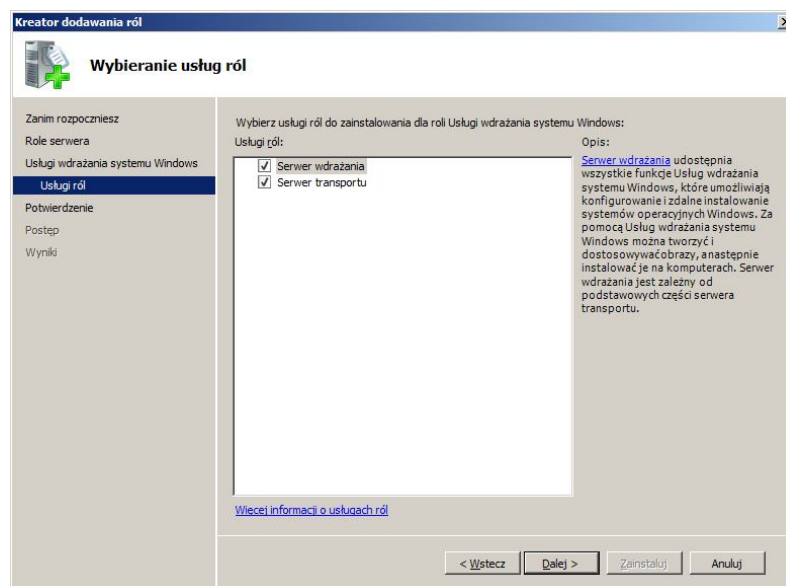 Kreator dodawania ról
Wybieranie usług ról
Zanim rozpoczniesz
Role serwera
Usługi wdrażania systemu Windows
Usługi ról
Potwierdzenie
Postęp
Wyniki
Wybierz usługi ról do zainstalowania dla roli Usługi wdrażania systemu Windows:
Usługi ról:
Serwer wdrażania
Serwer transportu
Więcej informacji o usługach ról
Opis:
Serwer wdrażania udostępnia
wszystkie funkcje Usług wdrażania
systemu Windows, które umożliwiają
konfigurowanie i zdalne instalowanie
systemów operacyjnych Windows. Za
pomocą Usług wdrażania systemu
Windows można tworzyć i
dostosowywaćobrazy, anastępnie
instalować je na komputerach. Serwer
wdrażania jest zależny od
podstawowych części serwera
transportu.
< Wstecz
Dalej >
Zainstaluj
Anuluj